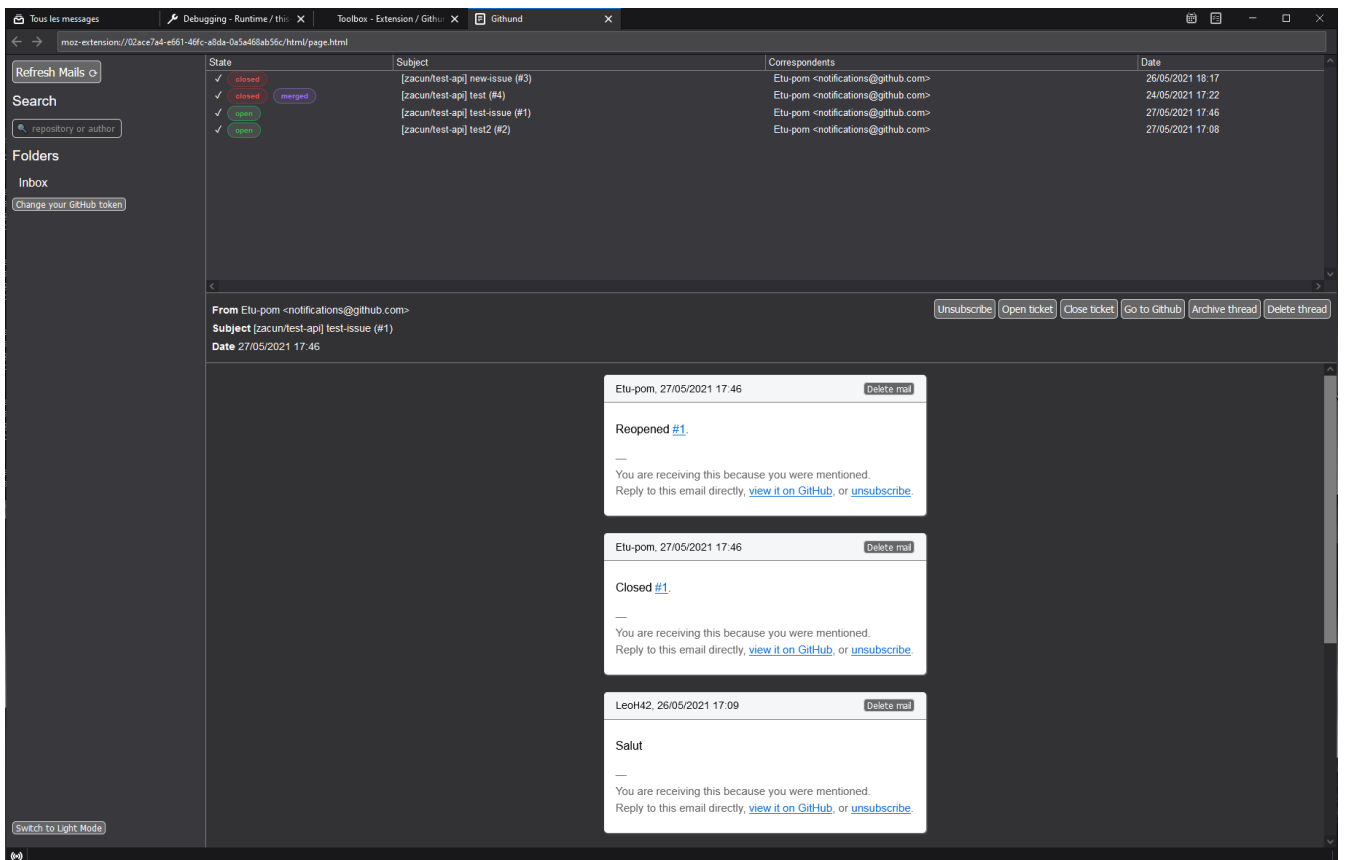 Tous les messages
Debugging - Runtime / this
Toolbox - Extension / Githun
Githund
moz-extension://02ace7a4-e661-46fc-a8da-0a5a468ab56c/html/page.html
Refresh Mails
Search
repository or author
Folders
Inbox
Change your GitHub token
State Subject Correspondents Date
✓ closed [zacun/test-api] new-issue (#3) Etu-pom <notifications@github.com> 26/05/2021 18:17
✓ closed merged [zacun/test-api] test (#4) Etu-pom <notifications@github.com> 24/05/2021 17:22
✓ open [zacun/test-api] test-issue (#1) Etu-pom <notifications@github.com> 27/05/2021 17:46
✓ open [zacun/test-api] test2 (#2) Etu-pom <notifications@github.com> 27/05/2021 17:08
From Etu-pom <notifications@github.com>
Unsubscribe Open ticket Close ticket Go to Github Archive thread Delete thread
Subject [zacun/test-api] test-issue (#1)
Date 27/05/2021 17:46
Etu-pom, 27/05/2021 17:46 Delete mail
Reopened #1.
—
You are receiving this because you were mentioned.
Reply to this email directly, view it on GitHub, or unsubscribe.
Etu-pom, 27/05/2021 17:46 Delete mail
Closed #1.
—
You are receiving this because you were mentioned.
Reply to this email directly, view it on GitHub, or unsubscribe.
LeoH42, 26/05/2021 17:09 Delete mail
Salut
—
You are receiving this because you were mentioned.
Reply to this email directly, view it on GitHub, or unsubscribe.
Switch to Light Mode